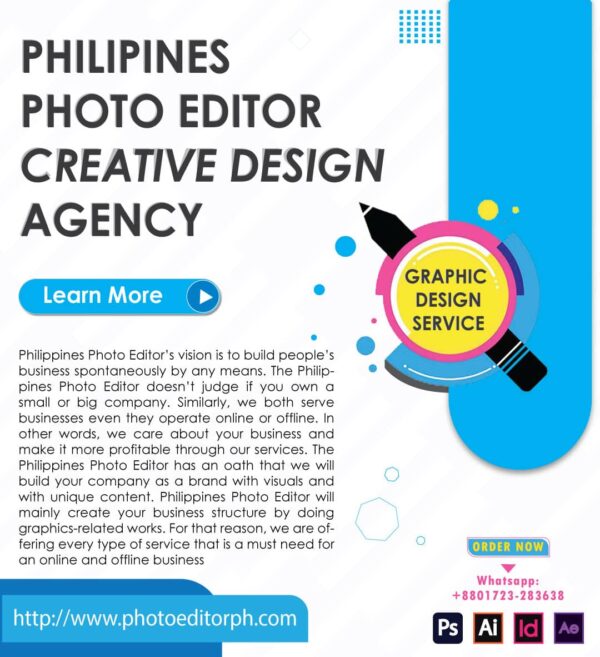 PHILIPINES
PHOTO EDITOR
CREATIVE DESIGN
AGENCY
Learn More
GRAPHIC
DESIGN
SERVICE
Philippines Photo Editor’s vision is to build people’s
business spontaneously by any means. The Philip-
pines Photo Editor doesn’t judge if you own a
small or big company. Similarly, we both serve
businesses even they operate online or offline. In
other words, we care about your business and
make it more profitable through our services. The
Philippines Photo Editor has an oath that we will
build your company as a brand with visuals and
with unique content. Philippines Photo Editor will
mainly create your business structure by doing
graphics-related works. For that reason, we are of-
fering every type of service that is a must need for
an online and offline business
ORDER NOW
Whatsapp:
+8801723-283638
http://www.photoeditorph.com
Ps Ai Id Ae